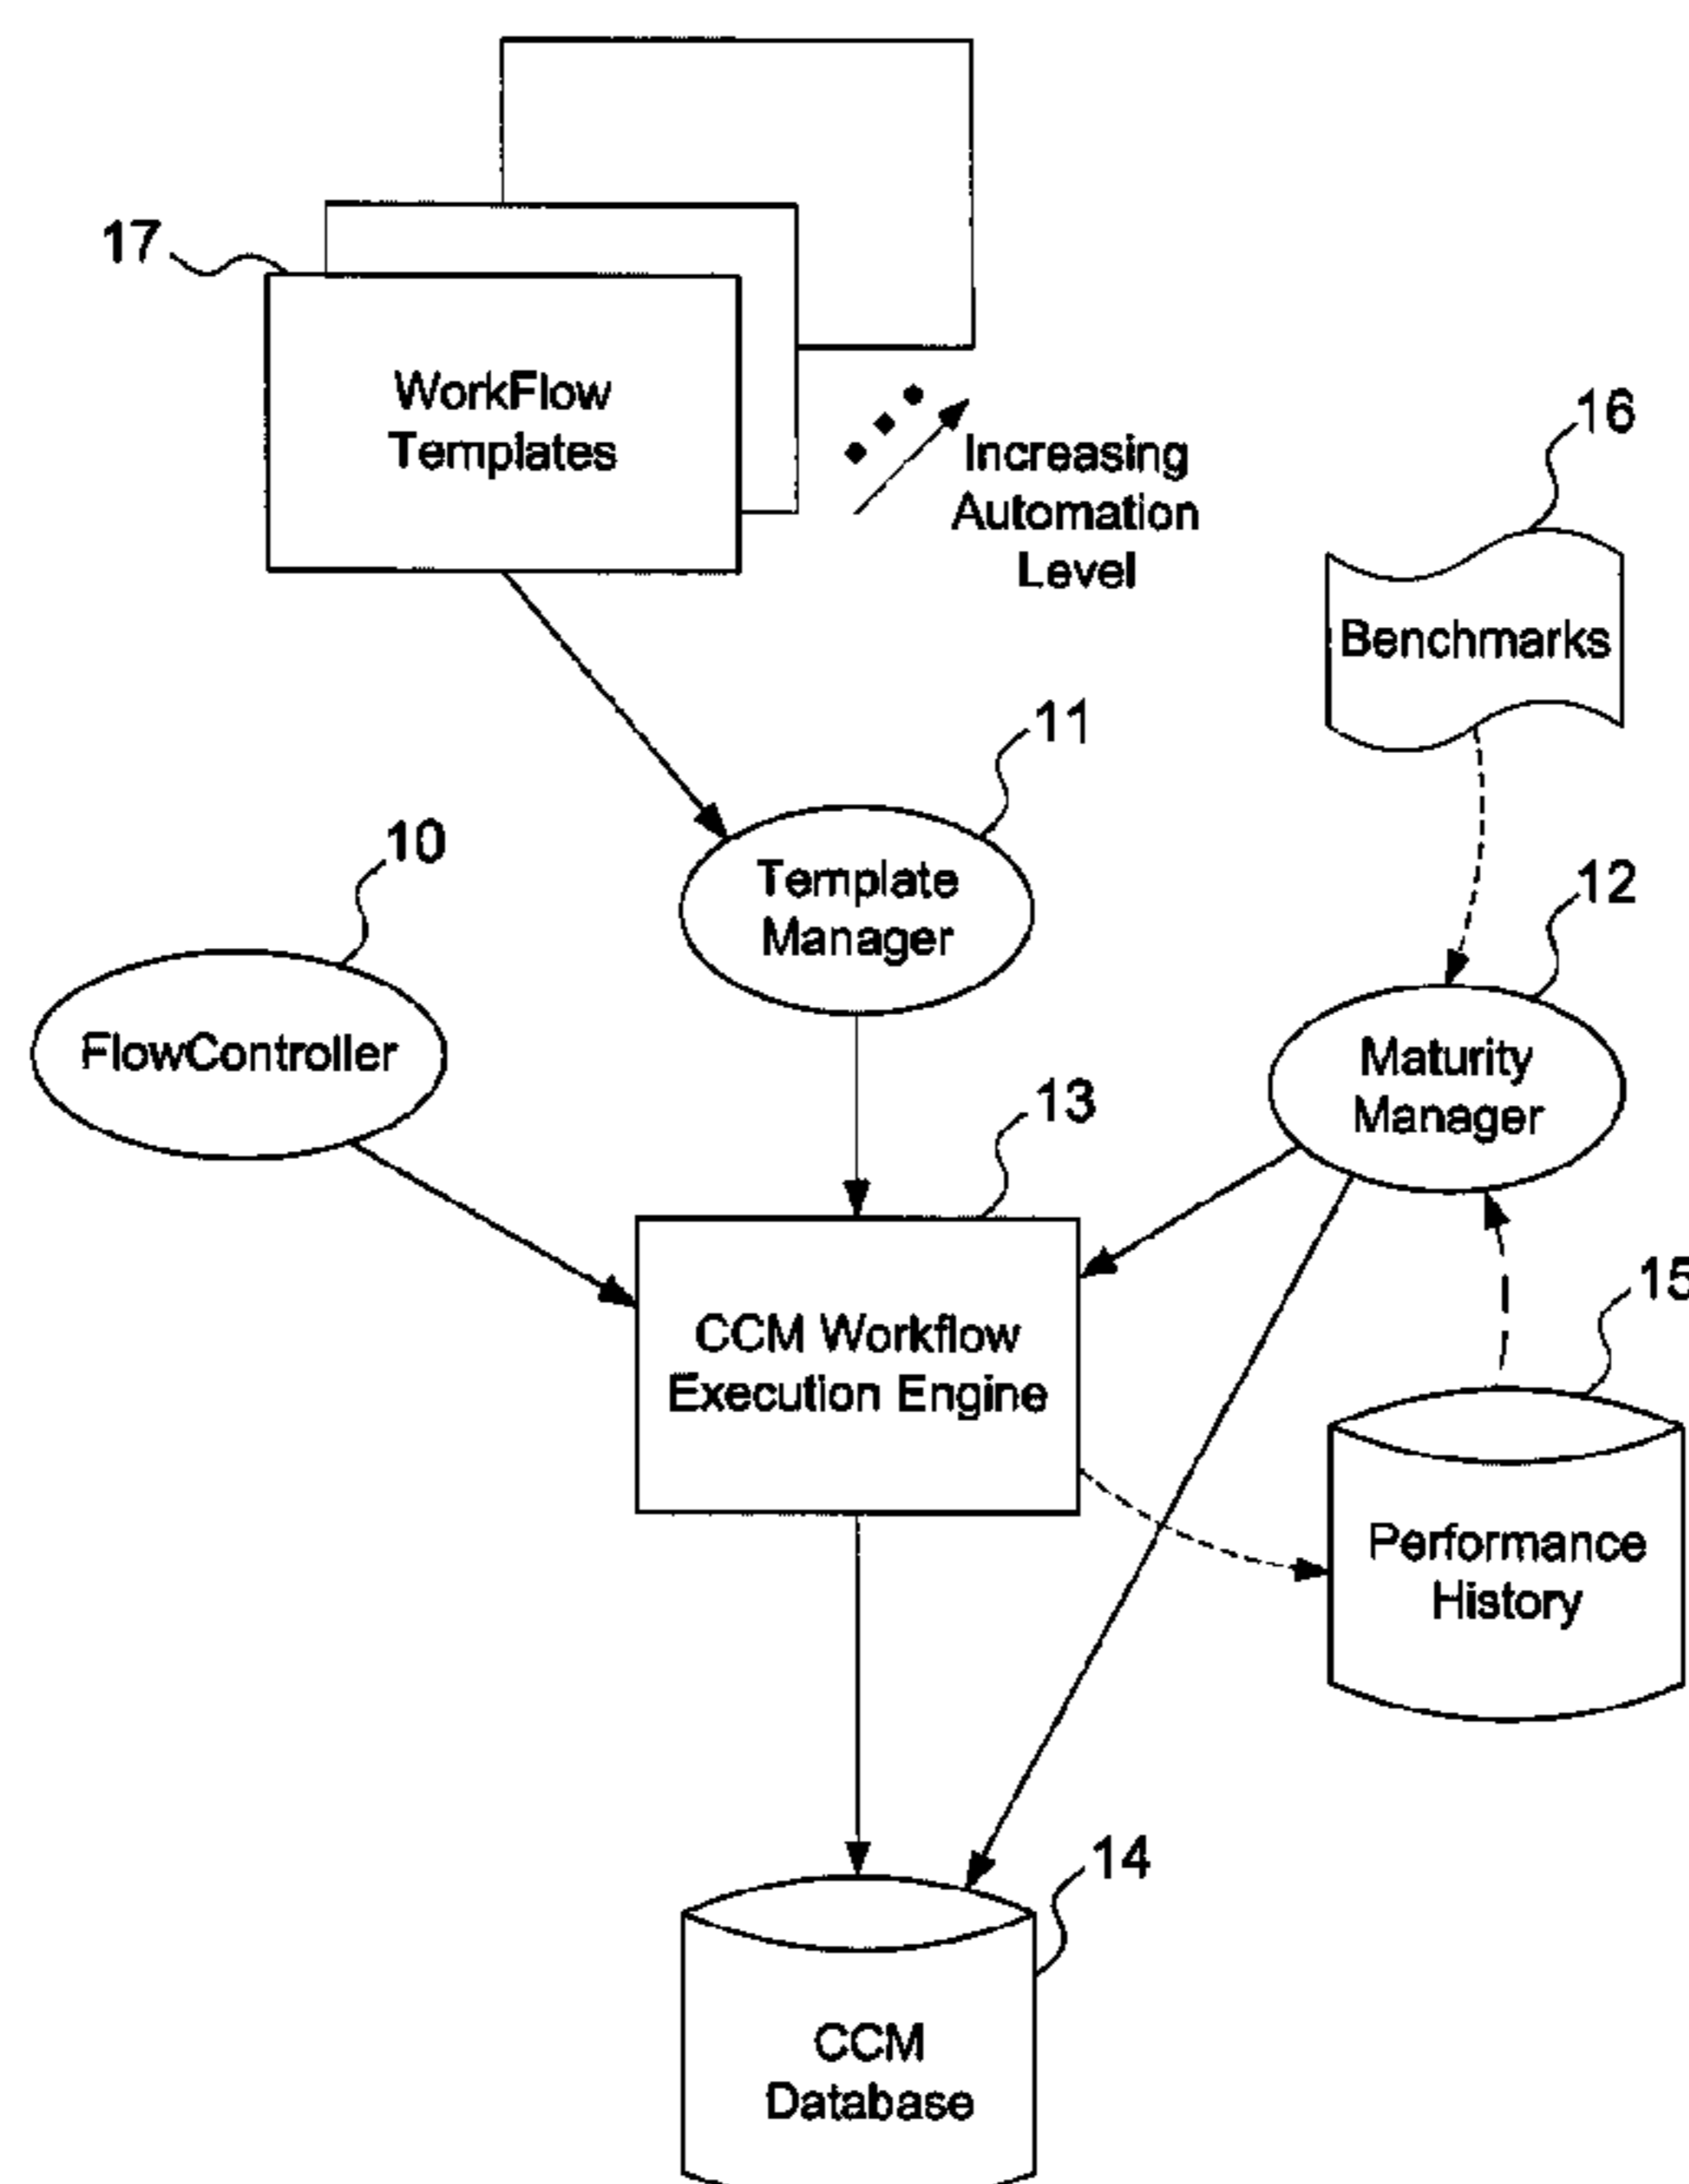 17
WorkFlow
Templates
Increasing
Automation
Level
16
Benchmarks
11
Template
Manager
10
FlowController
12
Maturity
Manager
13
CCM Workflow
Execution Engine
15
Performance
History
14
CCM
Database